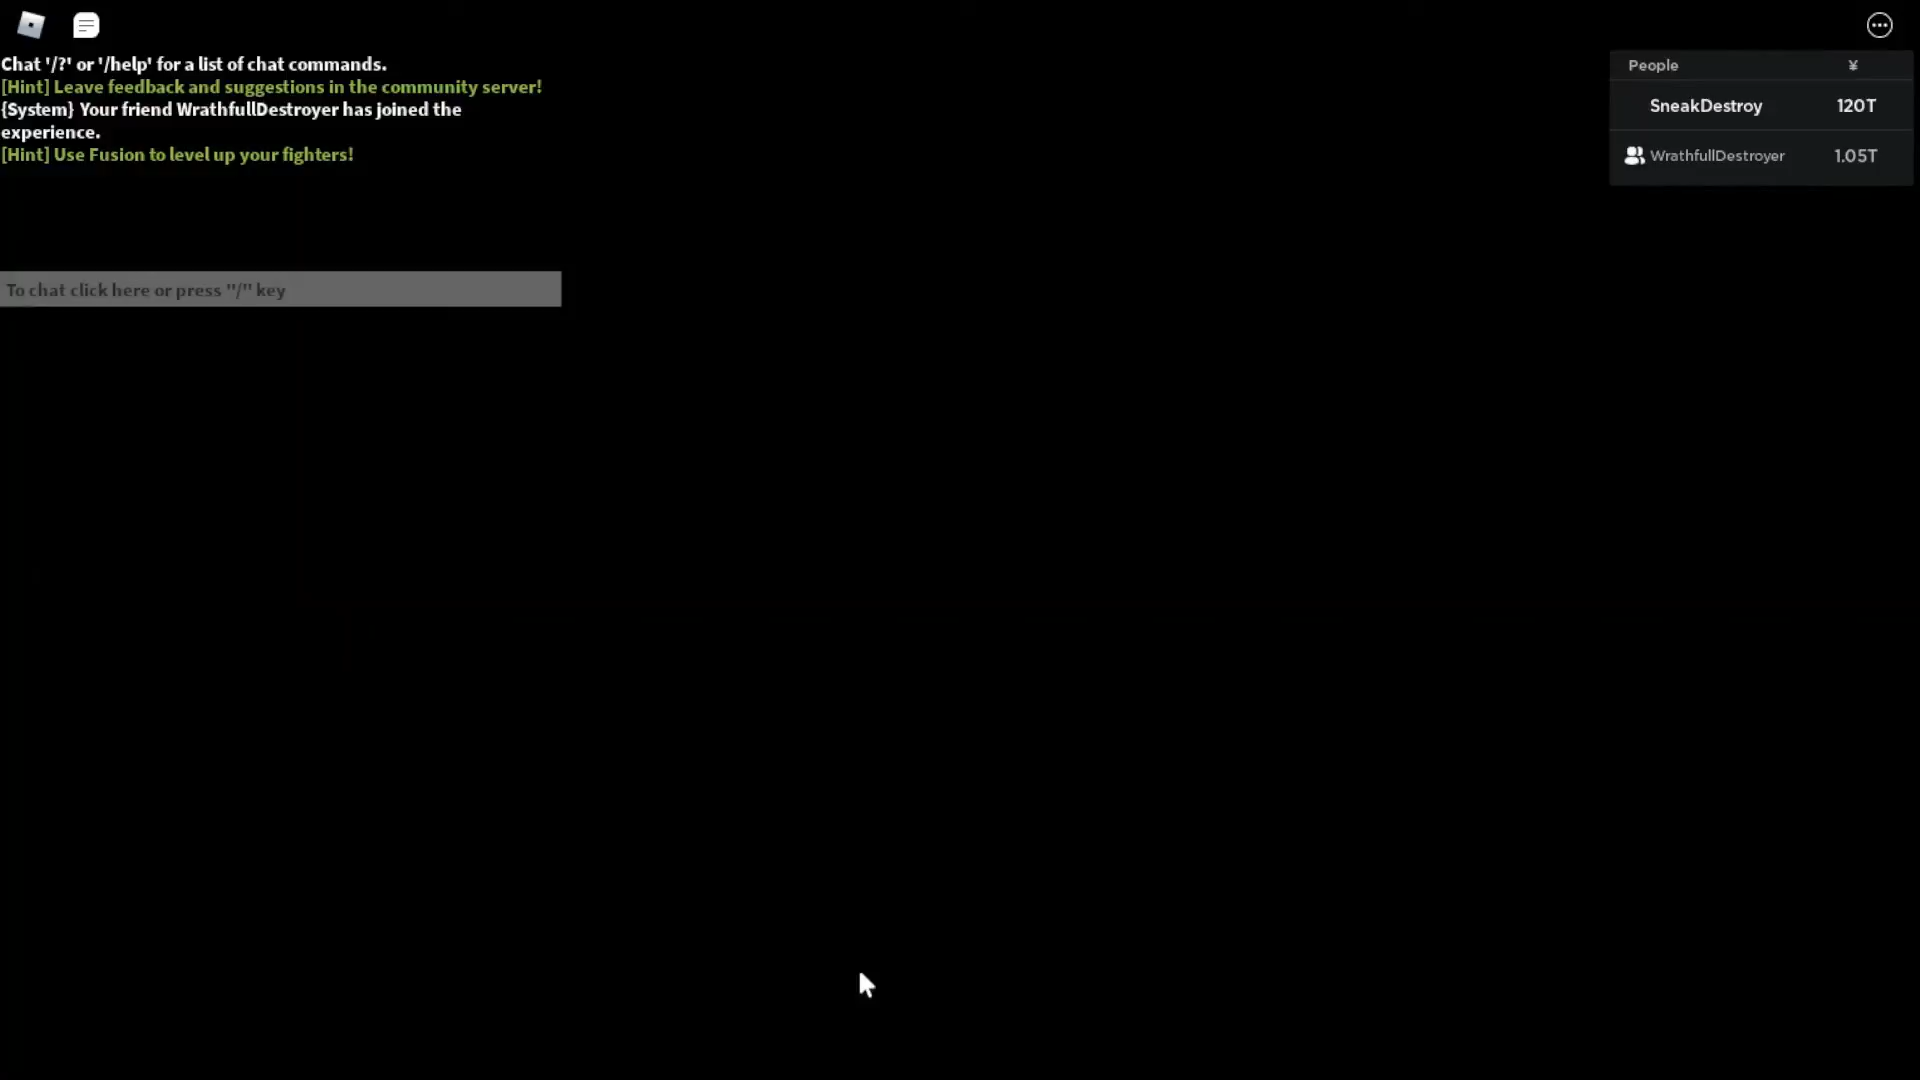 Chat '/?' or '/help' for a list of chat commands.
[Hint] Leave feedback and suggestions in the community server!
{System} Your friend WrathfullDestroyer has joined the
experience.
[Hint] Use Fusion to level up your fighters!
To chat click here or press "/" key
People ¥
SneakDestroy 120T
WrathfullDestroyer 1.05T